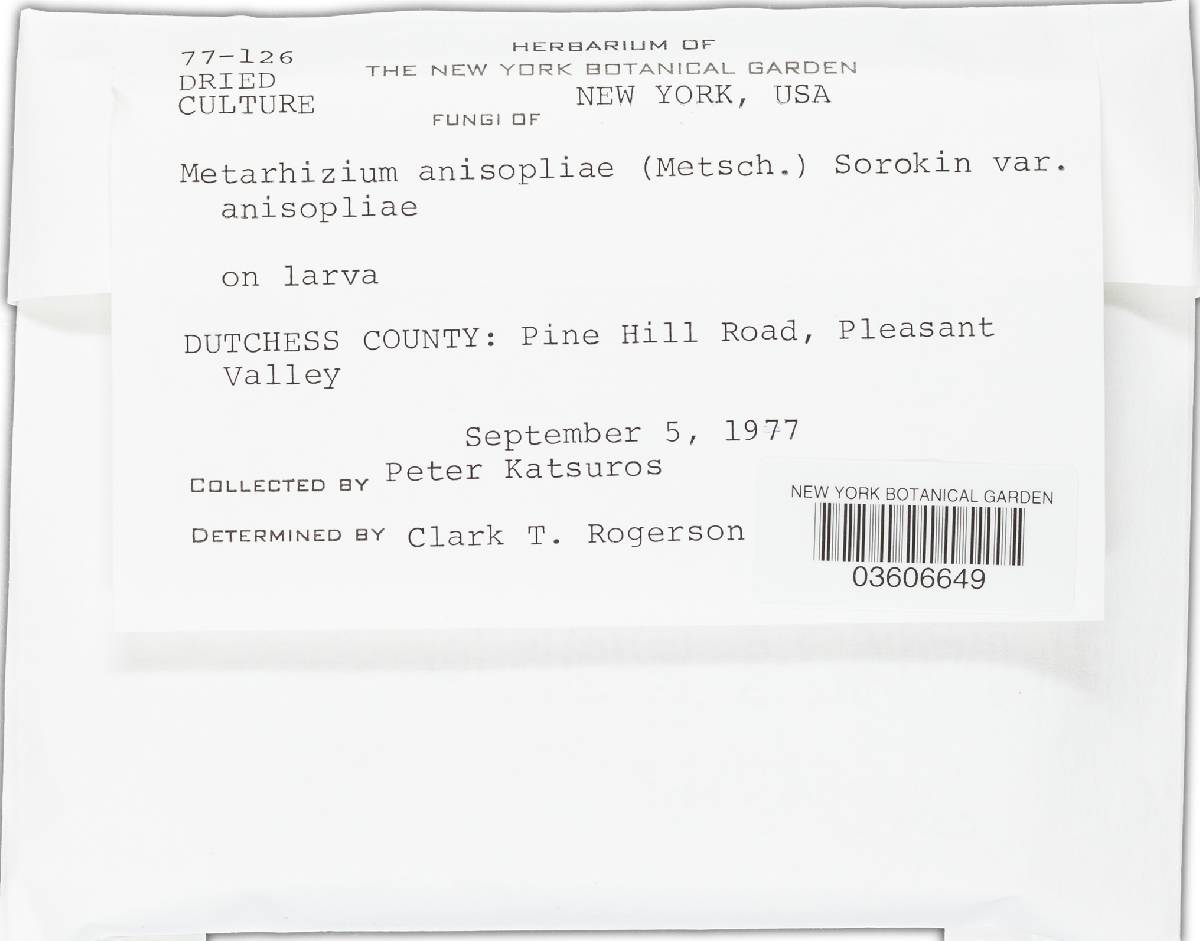 77-126
DRIED
CULTURE
HERBARIUM OF
THE NEW YORK BOTANICAL GARDEN
NEW YORK, USA
FUNGI OF
Metarhizium anisopliae (Metsch.) Sorokin var.
anisopliae
on larva
DUTCHESS COUNTY: Pine Hill Road, Pleasant
Valley
September 5, 1977
COLLECTED BY Peter Katsuros
DETERMINED BY Clark T. Rogerson
NEW YORK BOTANICAL GARDEN
03606649